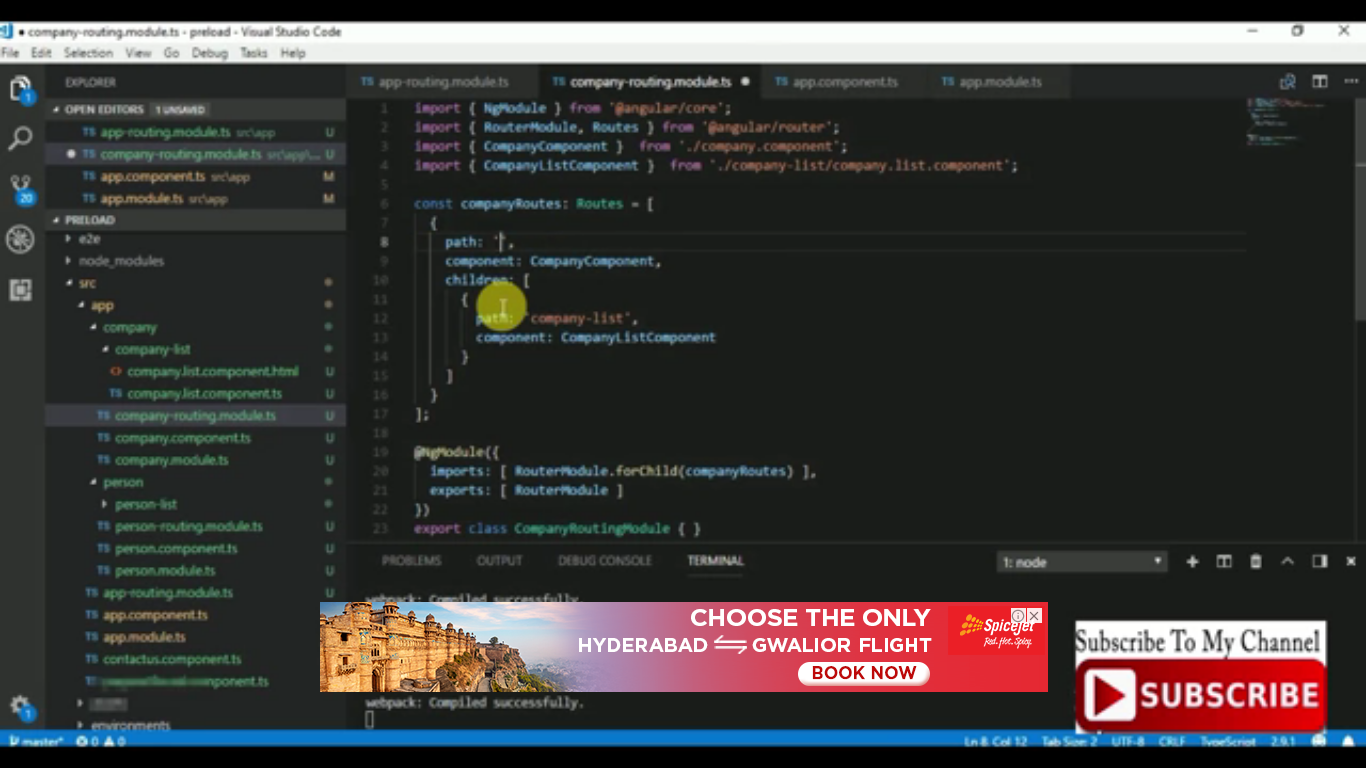 company-routing.module.ts - preload - Visual Studio Code
File Edit Selection View Go Debug Tasks Help
EXPLORER
OPEN EDITORS 1 UNSAVED
app-routing.module.ts src\app U
company-routing.module.ts src\app\... U
app.component.ts src\app M
app.module.ts src\app M
PRELOAD
e2e
node_modules
src
app
company
company-list
company.list.component.html U
TS company.list.component.ts U
TS company-routing.module.ts U
TS company.component.ts U
TS company.module.ts U
person
person-list
TS person-routing.module.ts U
TS person.component.ts U
TS person.module.ts U
TS app-routing.module.ts U
TS app.component.ts
TS app.module.ts
TS contactus.component.ts U
environments
1
20
1
TS app-routing.module.ts TS company-routing.module.ts TS app.component.ts TS app.module.ts
1 import { NgModule } from '@angular/core';
2 import { RouterModule, Routes } from '@angular/router';
3 import { CompanyComponent } from './company.component';
4 import { CompanyListComponent } from './company-list/company.list.component';
5
6 const companyRoutes: Routes = [
7 {
8 path: '',
9 component: CompanyComponent,
10 children: [
11 {
12 path: 'company-list',
13 component: CompanyListComponent
14 }
15 ]
16 }
17 ];
18
19 @NgModule({
20 imports: [ RouterModule.forChild(companyRoutes) ],
21 exports: [ RouterModule ]
22 })
23 export class CompanyRoutingModule { }
PROBLEMS OUTPUT DEBUG CONSOLE TERMINAL 1: node
webpack: Compiled successfully.
CHOOSE THE ONLY
HYDERABAD GWALIOR FLIGHT
BOOK NOW
SpiceJet
Red. Hot. Spicy.
webpack: Compiled successfully.
Subscribe To My Channel
SUBSCRIBE
master* 0 0 Ln 8, Col 12 Tab Size: 2 UTF-8 CRLF TypeScript 2.9.1